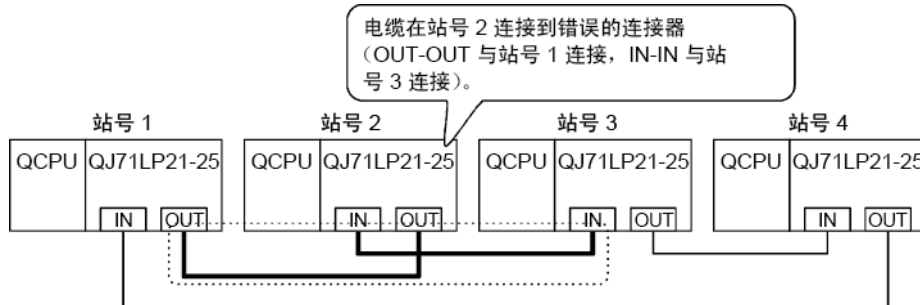 电缆在站号 2 连接到错误的连接器
（OUT-OUT 与站号 1 连接，IN-IN 与站
号 3 连接）。
站号 1 站号 2 站号 3 站号 4
QCPU QJ71LP21-25 QCPU QJ71LP21-25 QCPU QJ71LP21-25 QCPU QJ71LP21-25
IN OUT IN OUT IN OUT IN OUT